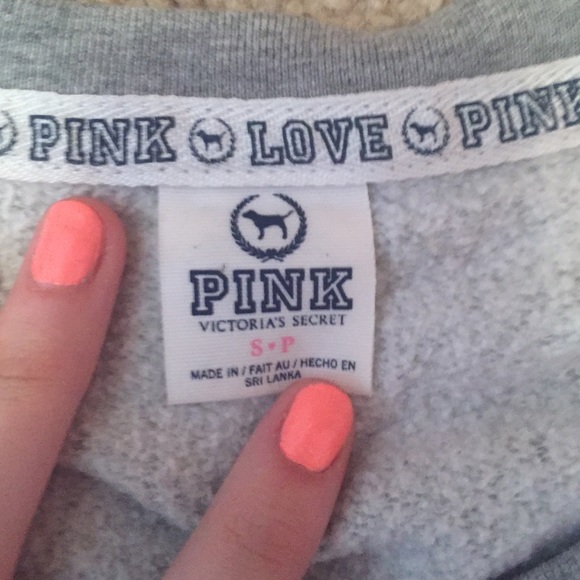 PINK LOVE PINK
PINK
VICTORIA'S SECRET
S•P
MADE IN / FAIT AU / HECHO EN
SRI LANKA